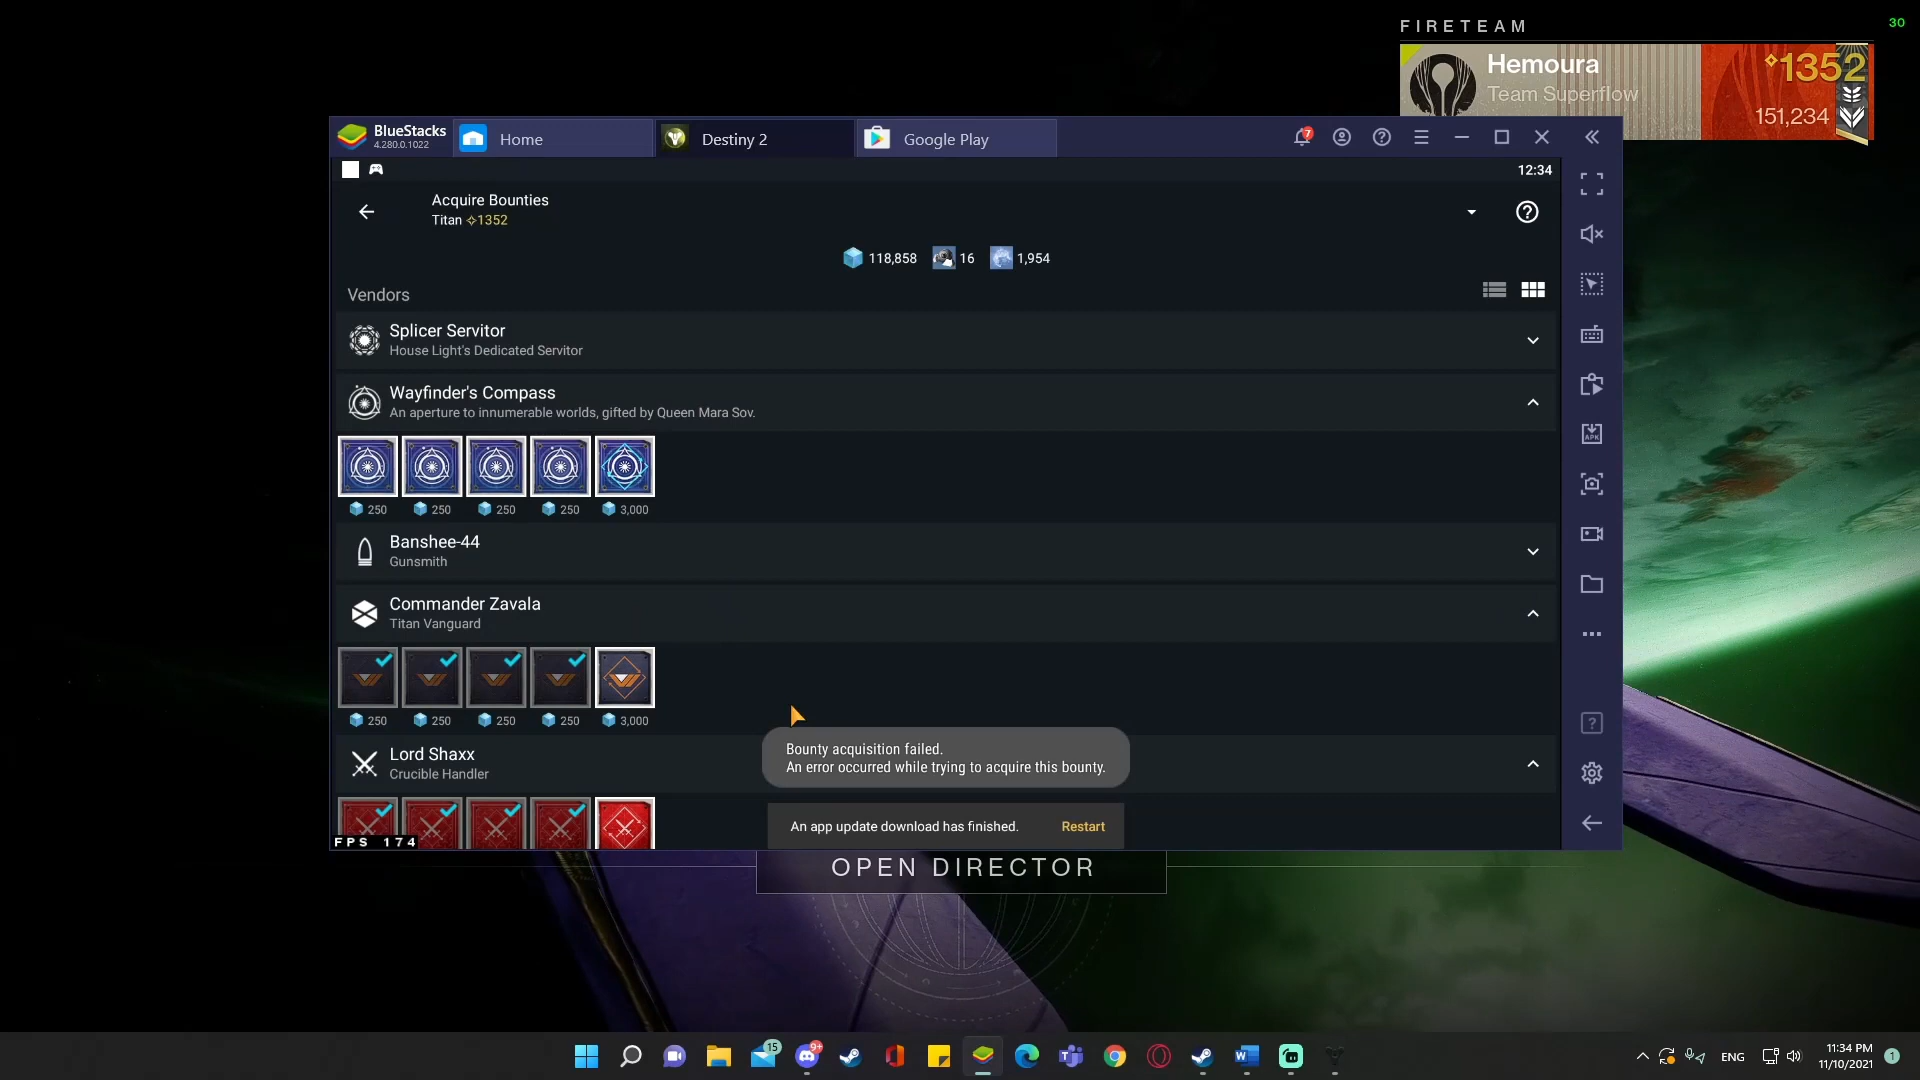 FIRETEAM
30
Hemoura
1352
Team Superflow
151,234
BlueStacks
4.280.0.1022
Home
Destiny 2
Google Play
7
12:34
Acquire Bounties
Titan 1352
118,858
16
1,954
Vendors
Splicer Servitor
House Light's Dedicated Servitor
Wayfinder's Compass
An aperture to innumerable worlds, gifted by Queen Mara Sov.
250
250
250
250
3,000
Banshee-44
Gunsmith
Commander Zavala
Titan Vanguard
250
250
250
250
3,000
Bounty acquisition failed.
An error occurred while trying to acquire this bounty.
Lord Shaxx
Crucible Handler
An app update download has finished.
Restart
FPS 174
APK
OPEN DIRECTOR
15
9+
ENG
11:34 PM
11/10/2021
1